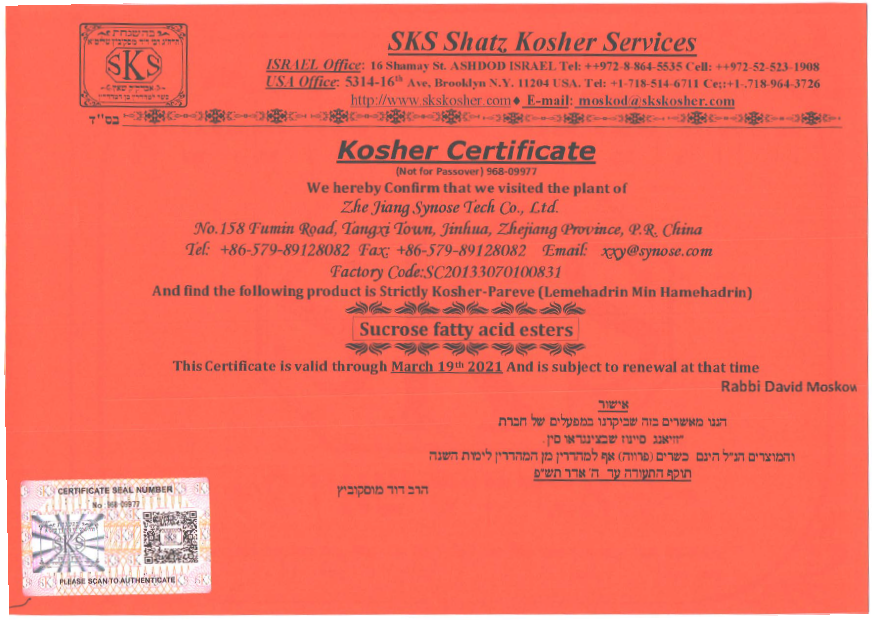 בהשגחת
SKS
SKS Shatz Kosher Services
ISRAEL Office: 16 Shamay St. ASHDOD ISRAEL Tel: ++972-8-864-5535 Cell: ++972-52-523-1908
USA Office: 5314-16th Ave, Brooklyn N.Y. 11204 USA. Tel: +1-718-514-6711 Ce;:+1-.718-964-3726
http://www.skskosher.com♦ E-mail: moskod@skskosher.com
בס"ד
Kosher Certificate
(Not for Passover) 968-09977
We hereby Confirm that we visited the plant of
Zhe Jiang Synose Tech Co., Ltd.
No.158 Fumin Road, Tangxi Town, Jinhua, Zhejiang Province, P.R. China
Tel: +86-579-89128082 Fax: +86-579-89128082 Email: xxy@synose.com
Factory Code:SC20133070100831
And find the following product is Strictly Kosher-Pareve (Lemehadrin Min Hamehadrin)
Sucrose fatty acid esters
This Certificate is valid through March 19th 2021 And is subject to renewal at that time
Rabbi David Moskow
אישור
הננו מאשרים בזה שביקרנו במפעלים של חברת
סינוז
והמוצרים הנ"ל הינם כשרים (פרווה) אף למהדרין מן המהדרין לימות השנה
תוקף התעודה עד ה' אדר תש"פ
הרב דוד מוסקוביץ
CERTIFICATE SEAL NUMBER
No 968-09977
SKS
SKS
PLEASE SCAN TO AUTHENTICATE